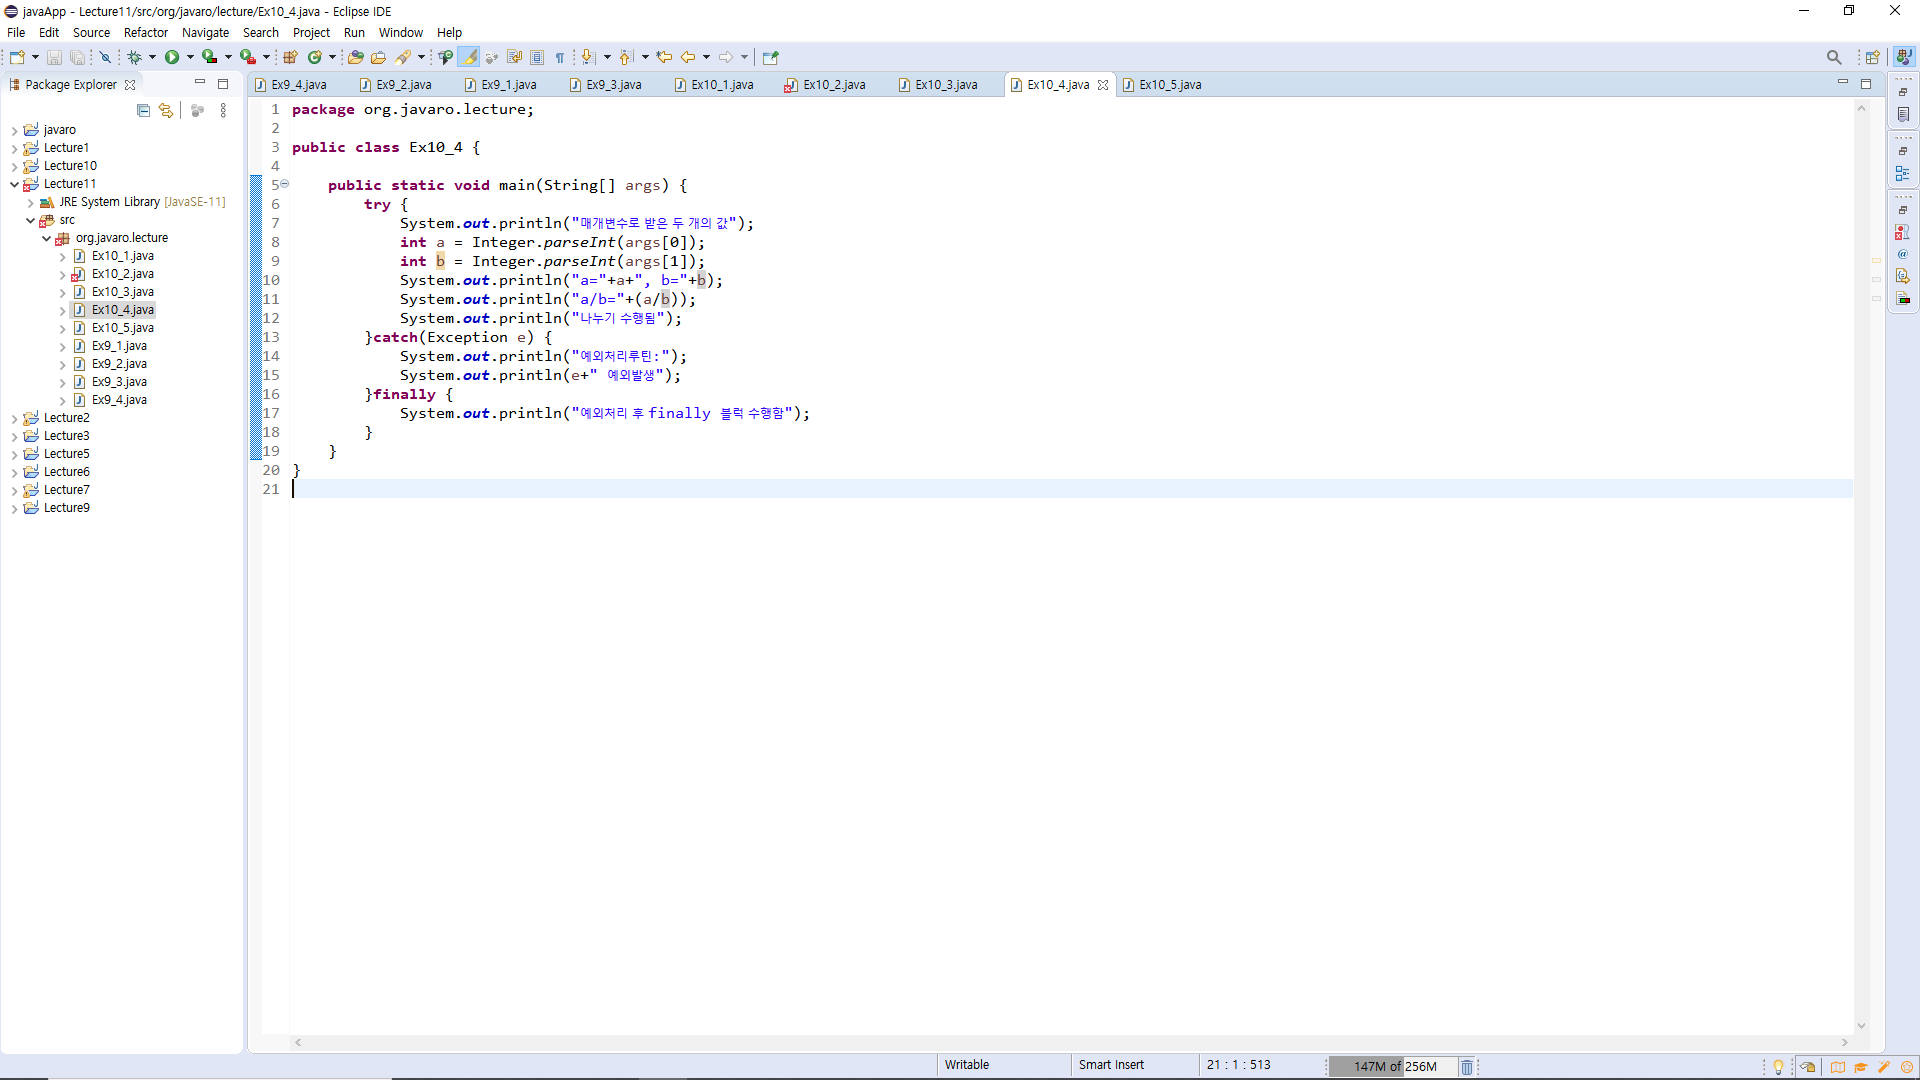 javaApp - Lecture11/src/org/javaro/lecture/Ex10_4.java - Eclipse IDE
File Edit Source Refactor Navigate Search Project Run Window Help
Package Explorer
Ex9_4.java Ex9_2.java Ex9_1.java Ex9_3.java Ex10_1.java Ex10_2.java Ex10_3.java Ex10_4.java Ex10_5.java
javaro
Lecture1
Lecture10
Lecture11
JRE System Library [JavaSE-11]
src
org.javaro.lecture
Ex10_1.java
Ex10_2.java
Ex10_3.java
Ex10_4.java
Ex10_5.java
Ex9_1.java
Ex9_2.java
Ex9_3.java
Ex9_4.java
Lecture2
Lecture3
Lecture5
Lecture6
Lecture7
Lecture9
1 package org.javaro.lecture;
2
3 public class Ex10_4 {
4
5 public static void main(String[] args) {
6 try {
7 System.out.println("매개변수로 받은 두 개의 값");
8 int a = Integer.parseInt(args[0]);
9 int b = Integer.parseInt(args[1]);
10 System.out.println("a="+a+", b="+b);
11 System.out.println("a/b="+(a/b));
12 System.out.println("나누기 수행됨");
13 }catch(Exception e) {
14 System.out.println("예외처리루틴:");
15 System.out.println(e+" 예외발생");
16 }finally {
17 System.out.println("예외처리 후 finally 블럭 수행함");
18 }
19 }
20 }
21
Writable Smart Insert 21 : 1 : 513 147M of 256M